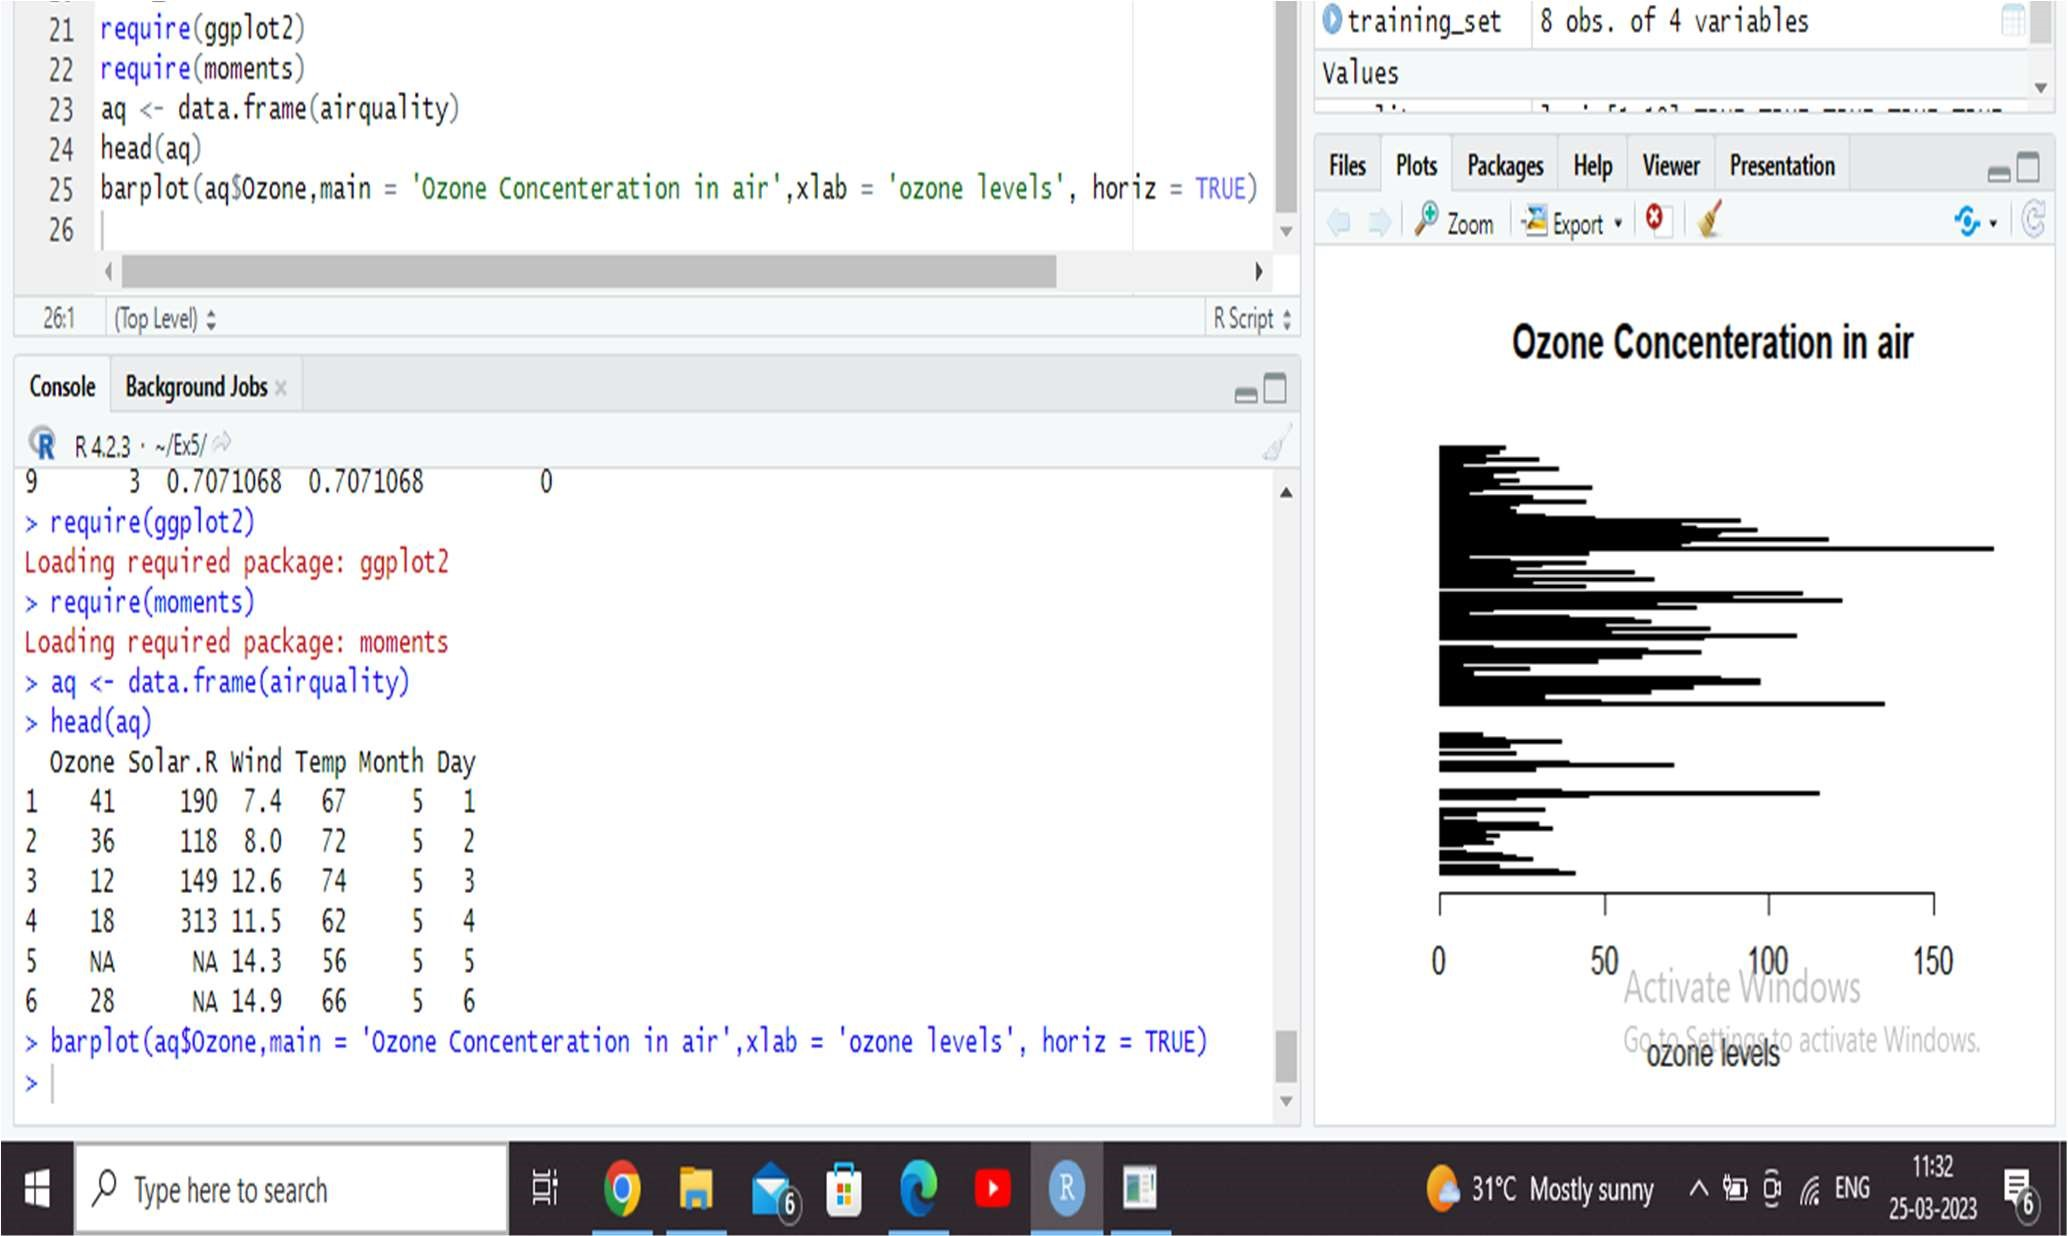 21 require(ggplot2)
22 require(moments)
23 aq <- data.frame(airquality)
24 head(aq)
25 barplot(aq$Ozone,main = 'Ozone Concenteration in air',xlab = 'ozone levels', horiz = TRUE)
26
26:1 (Top Level) R Script
Console Background Jobs
R 4.2.3 · ~/Ex5/
9 3 0.7071068 0.7071068 0
> require(ggplot2)
Loading required package: ggplot2
> require(moments)
Loading required package: moments
> aq <- data.frame(airquality)
> head(aq)
Ozone Solar.R Wind Temp Month Day
1 41 190 7.4 67 5 1
2 36 118 8.0 72 5 2
3 12 149 12.6 74 5 3
4 18 313 11.5 62 5 4
5 NA NA 14.3 56 5 5
6 28 NA 14.9 66 5 6
> barplot(aq$Ozone,main = 'Ozone Concenteration in air',xlab = 'ozone levels', horiz = TRUE)
>
training_set 8 obs. of 4 variables
Values
Files Plots Packages Help Viewer Presentation
Zoom Export
Ozone Concenteration in air
0 50 100 150
Activate Windows
Go to Settings to activate Windows.
ozone levels
Type here to search
6
R
31°C Mostly sunny
ENG
11:32
25-03-2023
6